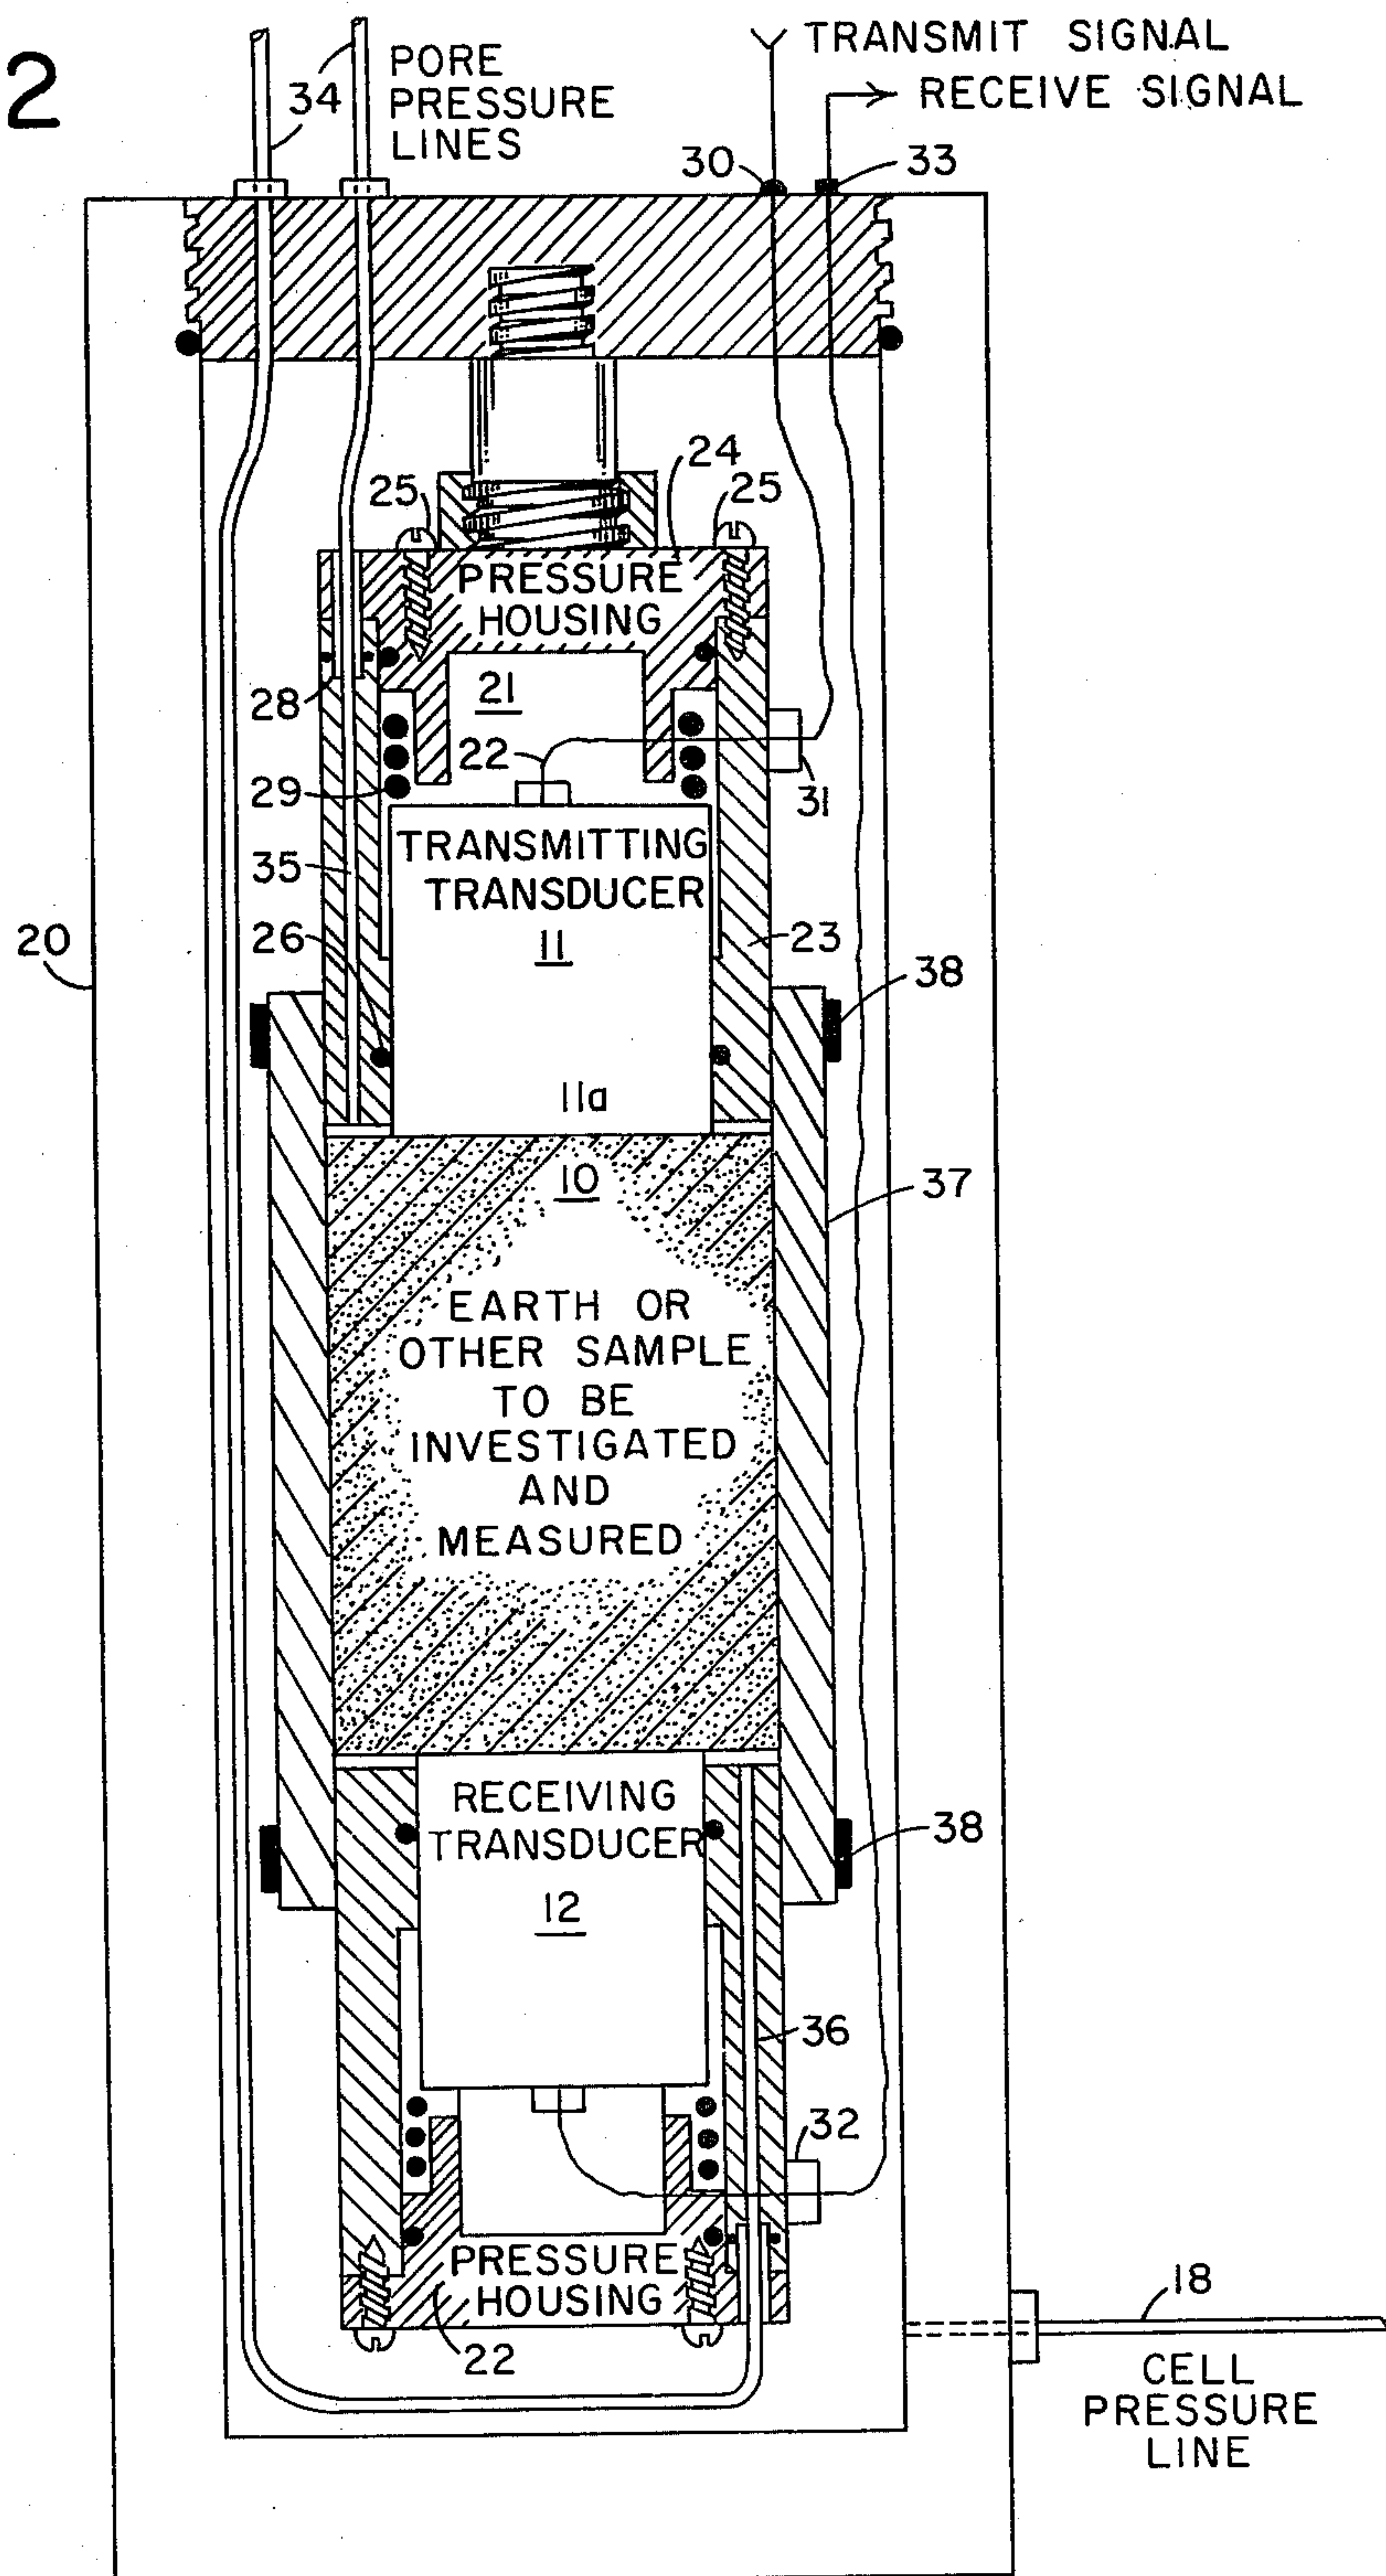 2
34
PORE
PRESSURE
LINES
TRANSMIT SIGNAL
RECEIVE SIGNAL
30
33
24
25
25
PRESSURE
HOUSING
28
21
22
29
31
TRANSMITTING
TRANSDUCER
11
35
26
23
20
38
11a
10
37
EARTH OR
OTHER SAMPLE
TO BE
INVESTIGATED
AND
MEASURED
RECEIVING
TRANSDUCER
12
38
36
32
PRESSURE
HOUSING
22
18
CELL
PRESSURE
LINE